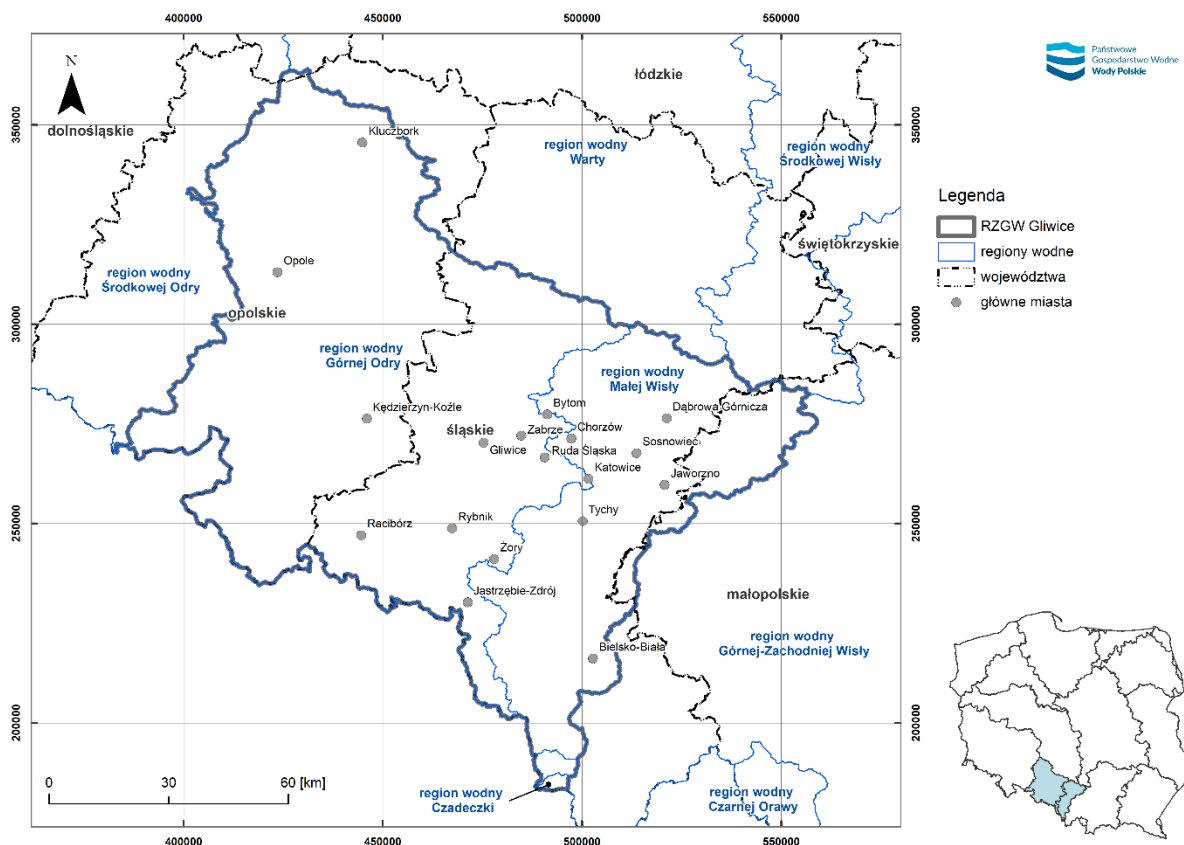 400000
450000
500000
550000
N
Państwowe
Gospodarstwo Wodne
Wody Polskie
łódzkie
dolnośląskie
350000
350000
Kluczbork
region wodny
Warty
region wodny
Środkowej Wisły
Legenda
RZGW Gliwice
regiony wodne
województwa
główne miasta
świętokrzyskie
Opole
region wodny
Środkowej Odry
opolskie
300000
300000
region wodny
Górnej Odry
region wodny
Małej Wisły
Kędzierzyn-Koźle
śląskie
Bytom
Dąbrowa Górnicza
Zabrze
Chorzów
Gliwice
Ruda Śląska
Sosnowiec
Katowice
Jaworzno
250000
250000
Racibórz
Rybnik
Tychy
Żory
Jastrzębie-Zdrój
małopolskie
region wodny
Górnej-Zachodniej Wisły
Bielsko-Biała
200000
200000
0
30
60 [km]
region wodny
Czadeczki
region wodny
Czarnej Orawy
400000
450000
500000
550000